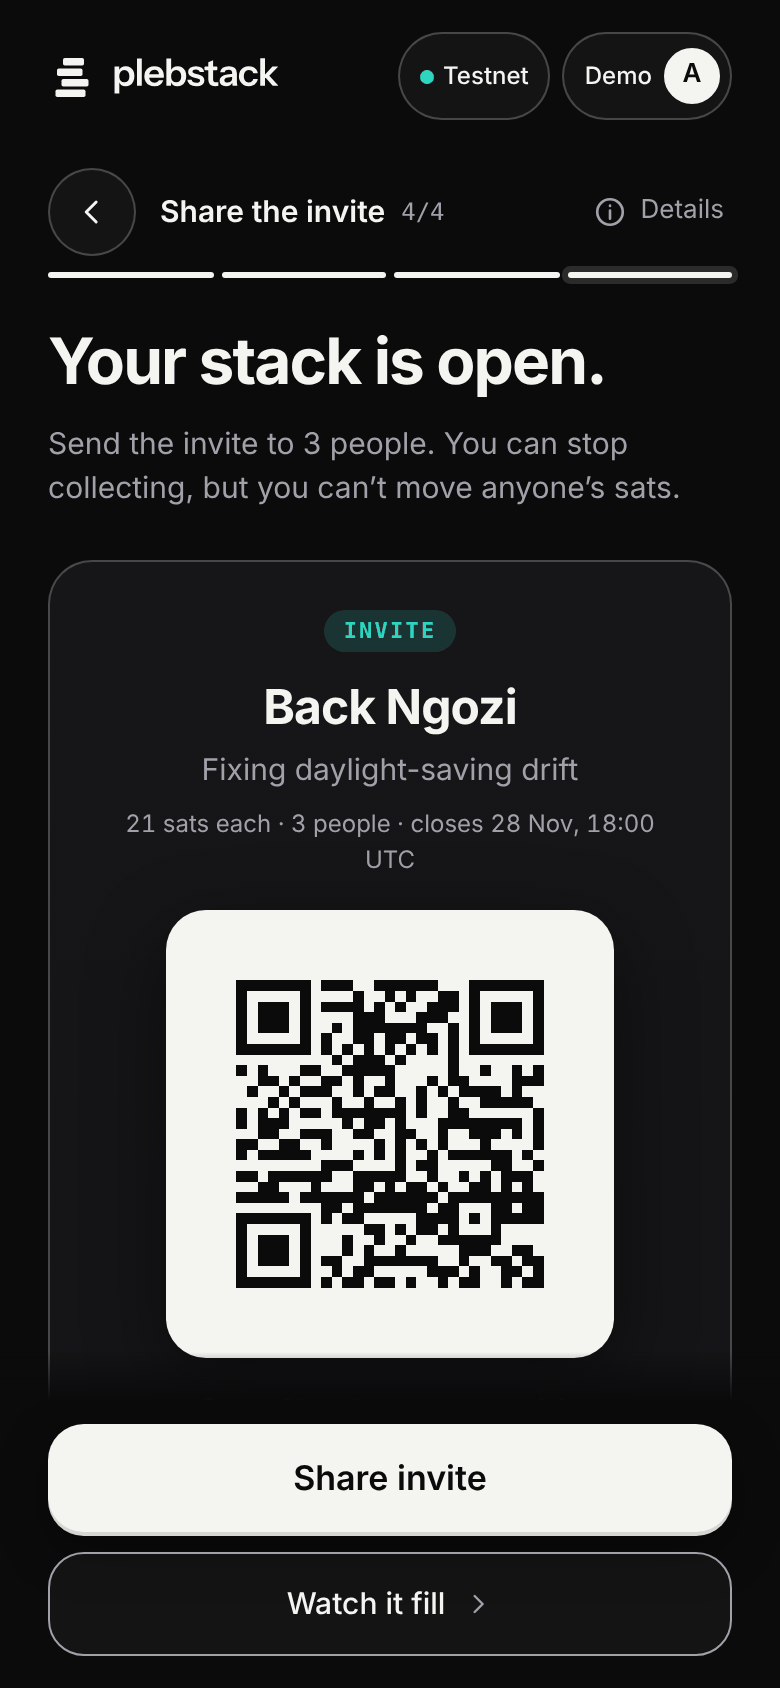 plebstack
Testnet
Demo
A
Share the invite 4/4
Details
Your stack is open.
Send the invite to 3 people. You can stop
collecting, but you can’t move anyone’s sats.
INVITE
Back Ngozi
Fixing daylight-saving drift
21 sats each · 3 people · closes 28 Nov, 18:00
UTC
Share invite
Watch it fill